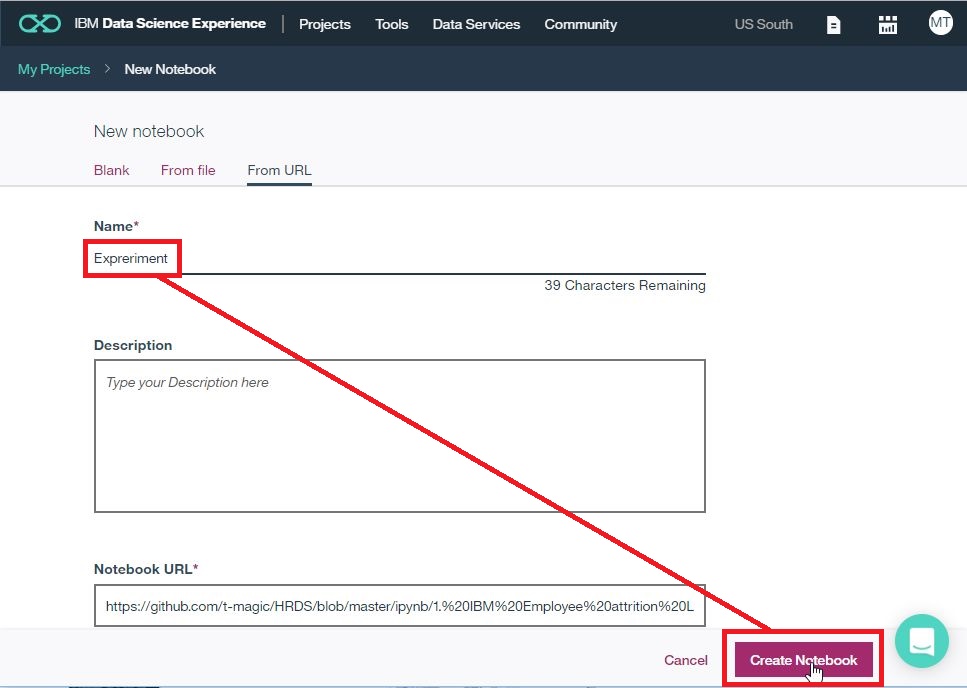 IBM Data Science Experience Projects Tools Data Services Community US South MT
My Projects > New Notebook
New notebook
Blank From file From URL
Name*
Expreriment
39 Characters Remaining
Description
Type your Description here
Notebook URL*
https://github.com/t-magic/HRDS/blob/master/ipynb/1.%20IBM%20Employee%20attrition%20L
Cancel Create Notebook